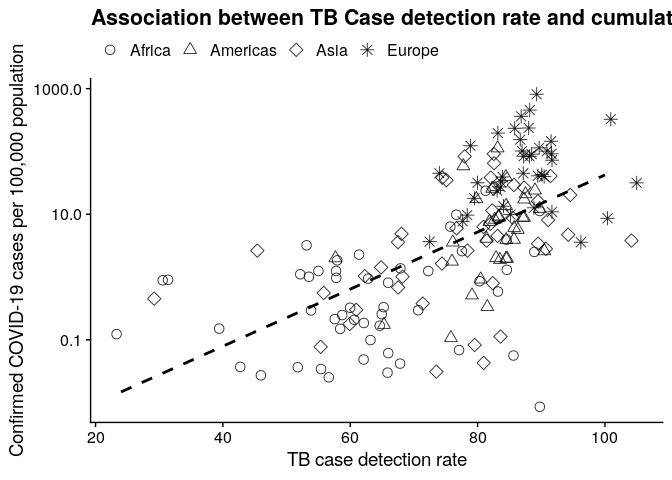 Association between TB Case detection rate and cumulat
Africa Americas Asia Europe
Confirmed COVID-19 cases per 100,000 population
1000.0
10.0
0.1
20 40 60 80 100
TB case detection rate